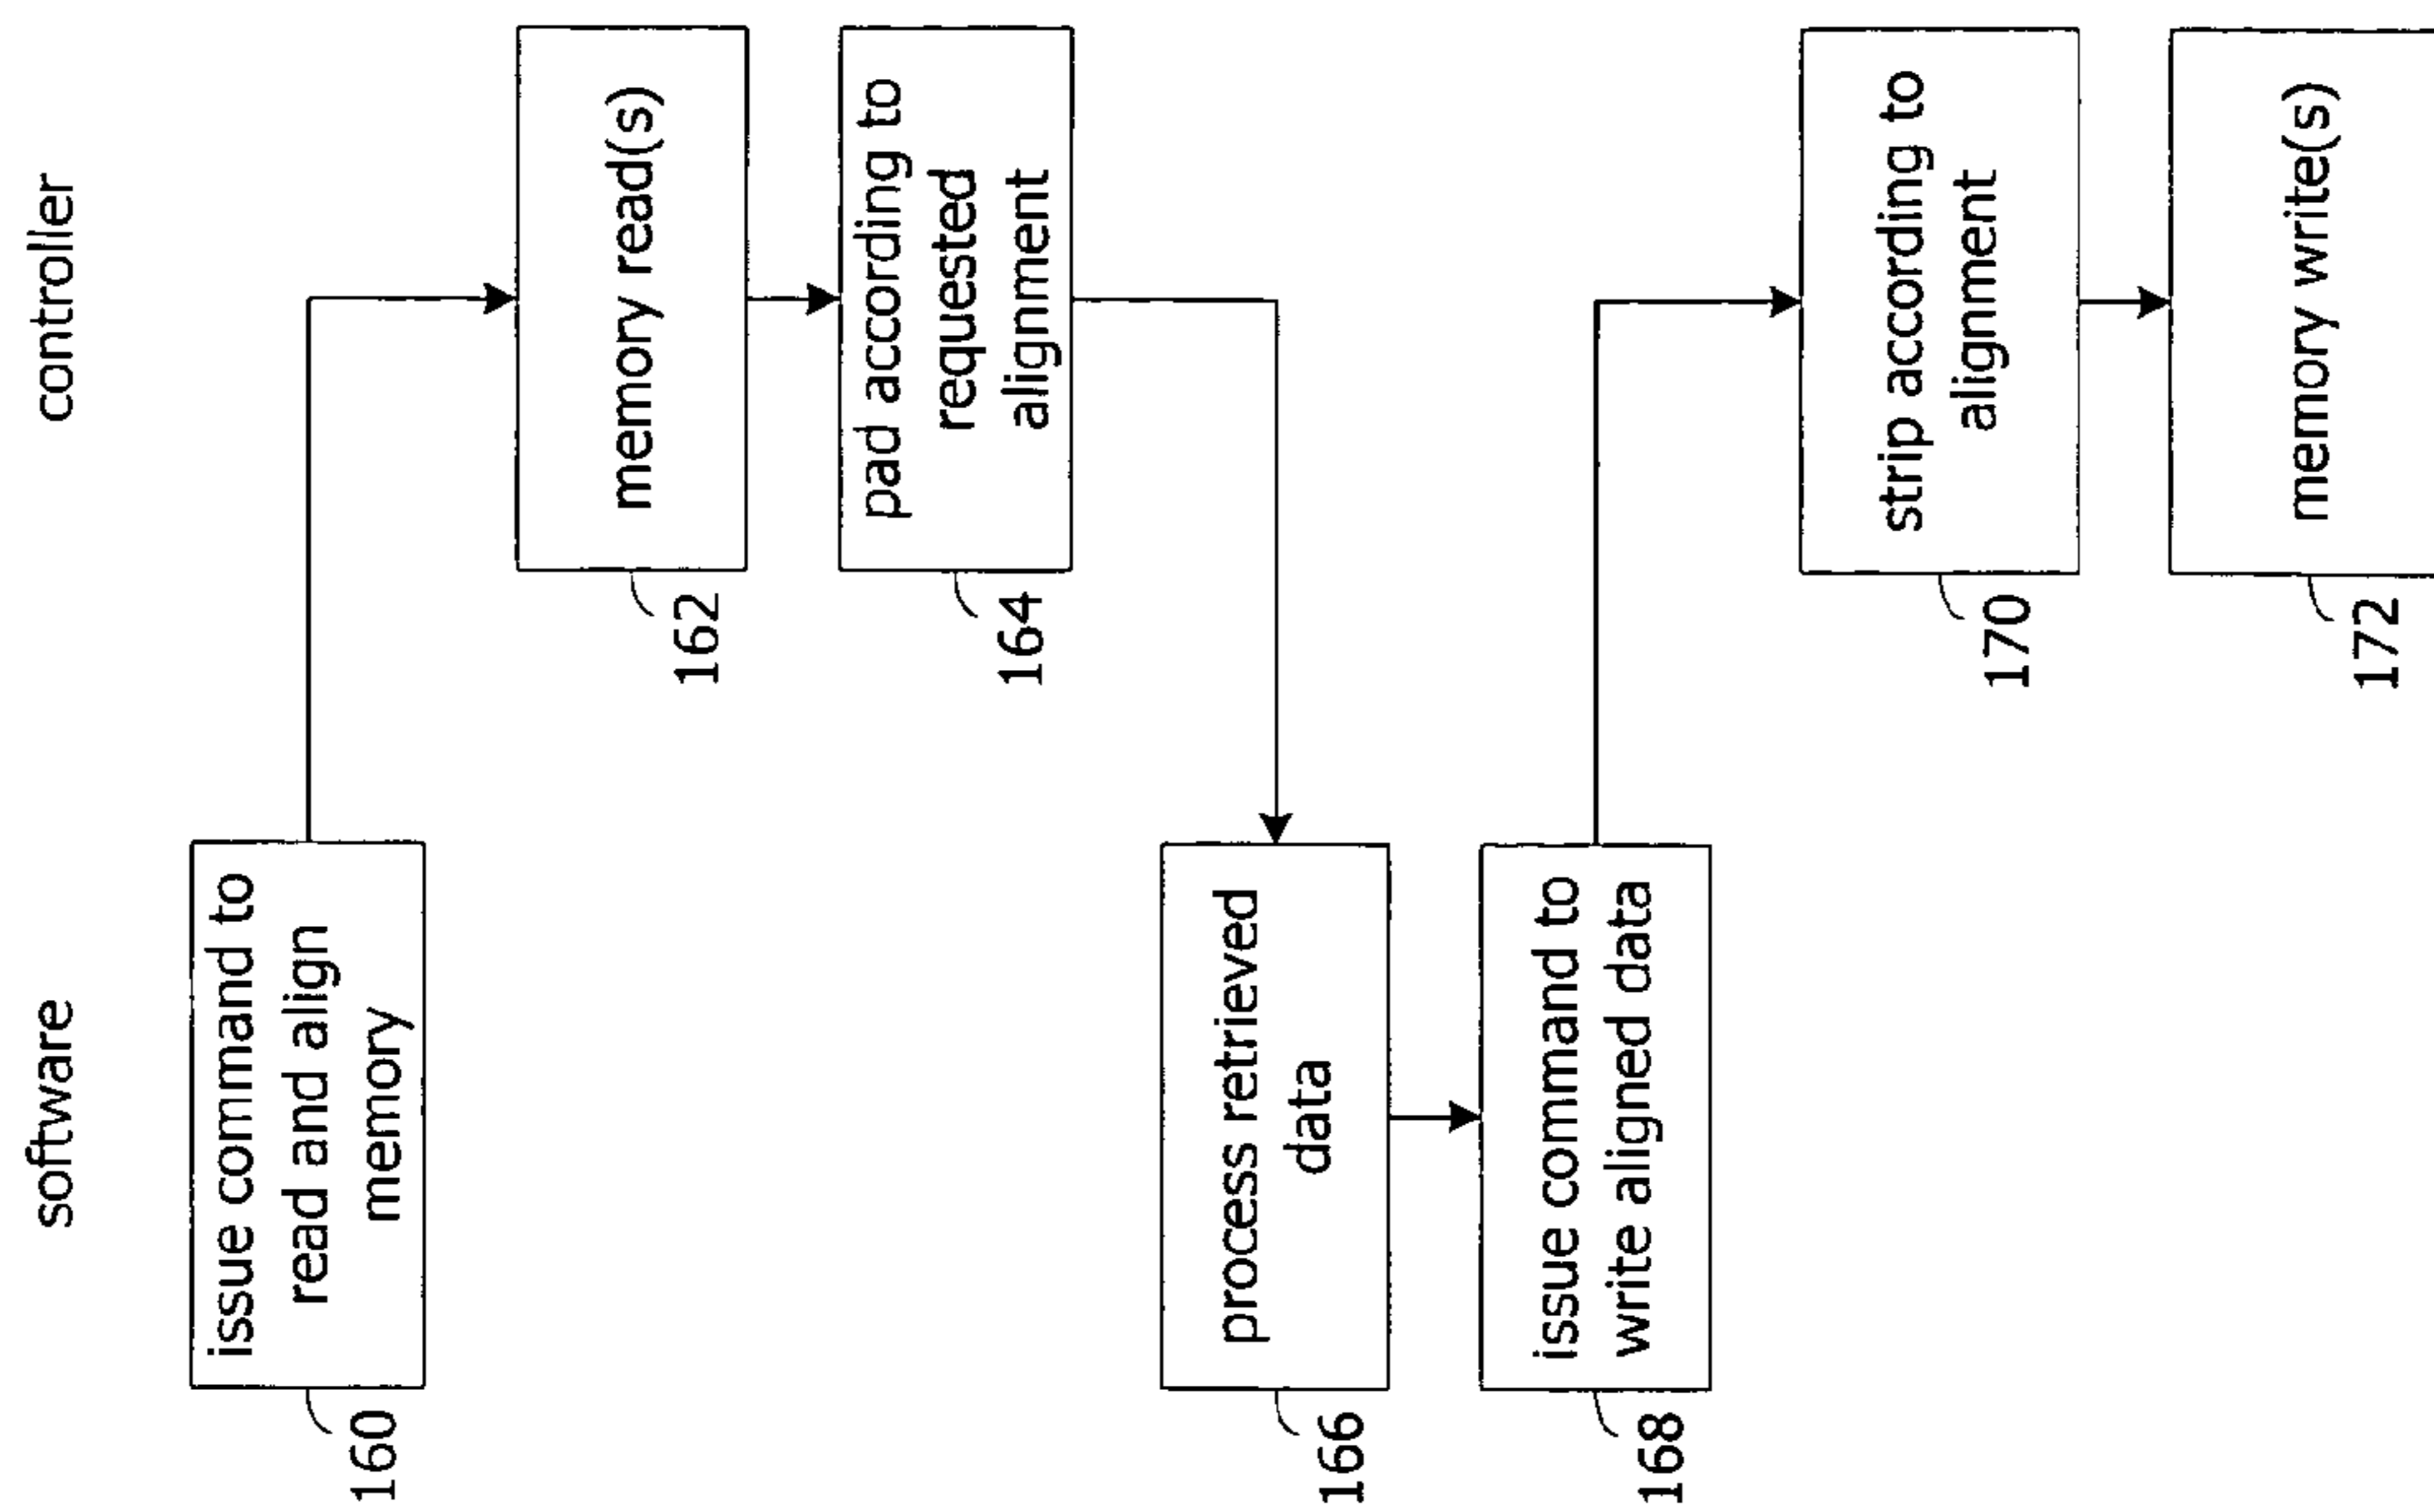 software
controller
issue command to
read and align
memory
160
memory read(s)
162
pad according to
requested
alignment
164
process retrieved
data
166
issue command to
write aligned data
168
strip according to
alignment
170
memory write(s)
172